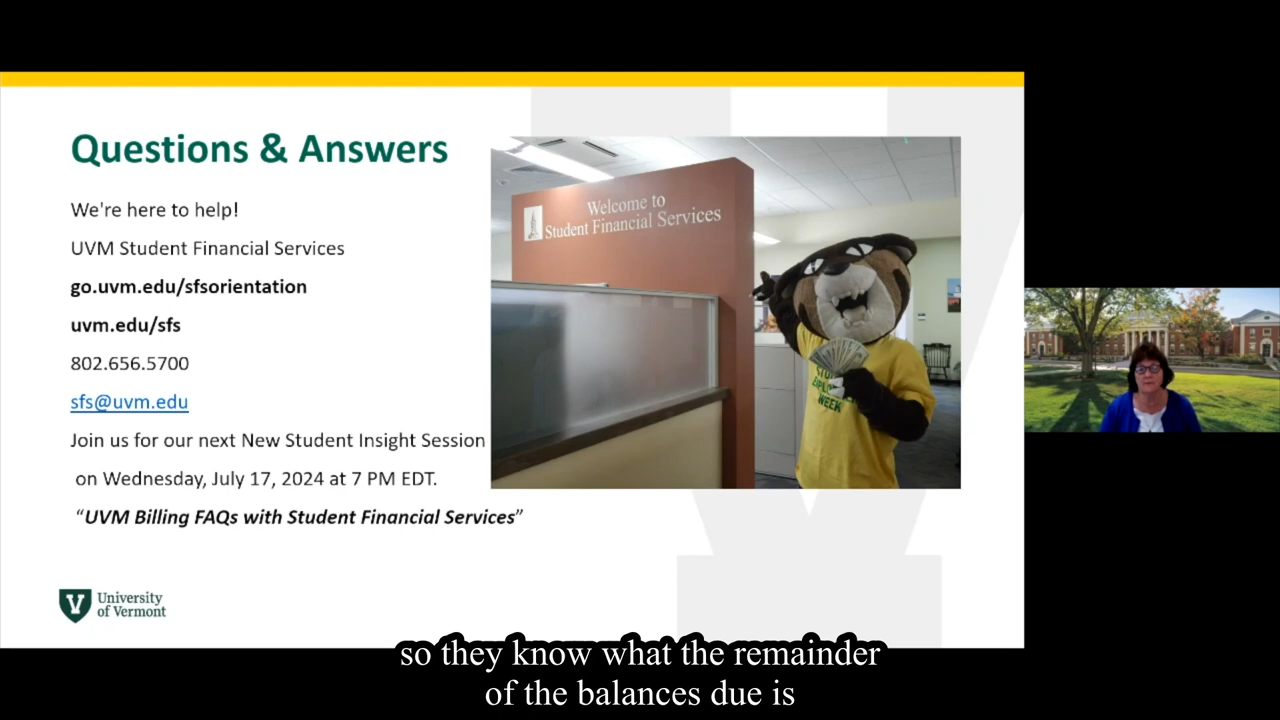 Questions & Answers
We're here to help!
UVM Student Financial Services
go.uvm.edu/sfsorientation
uvm.edu/sfs
802.656.5700
sfs@uvm.edu
Join us for our next New Student Insight Session
on Wednesday, July 17, 2024 at 7 PM EDT.
“UVM Billing FAQs with Student Financial Services”
Welcome to
Student Financial Services
WEEK
V
University
of Vermont
so they know what the remainder
of the balances due is